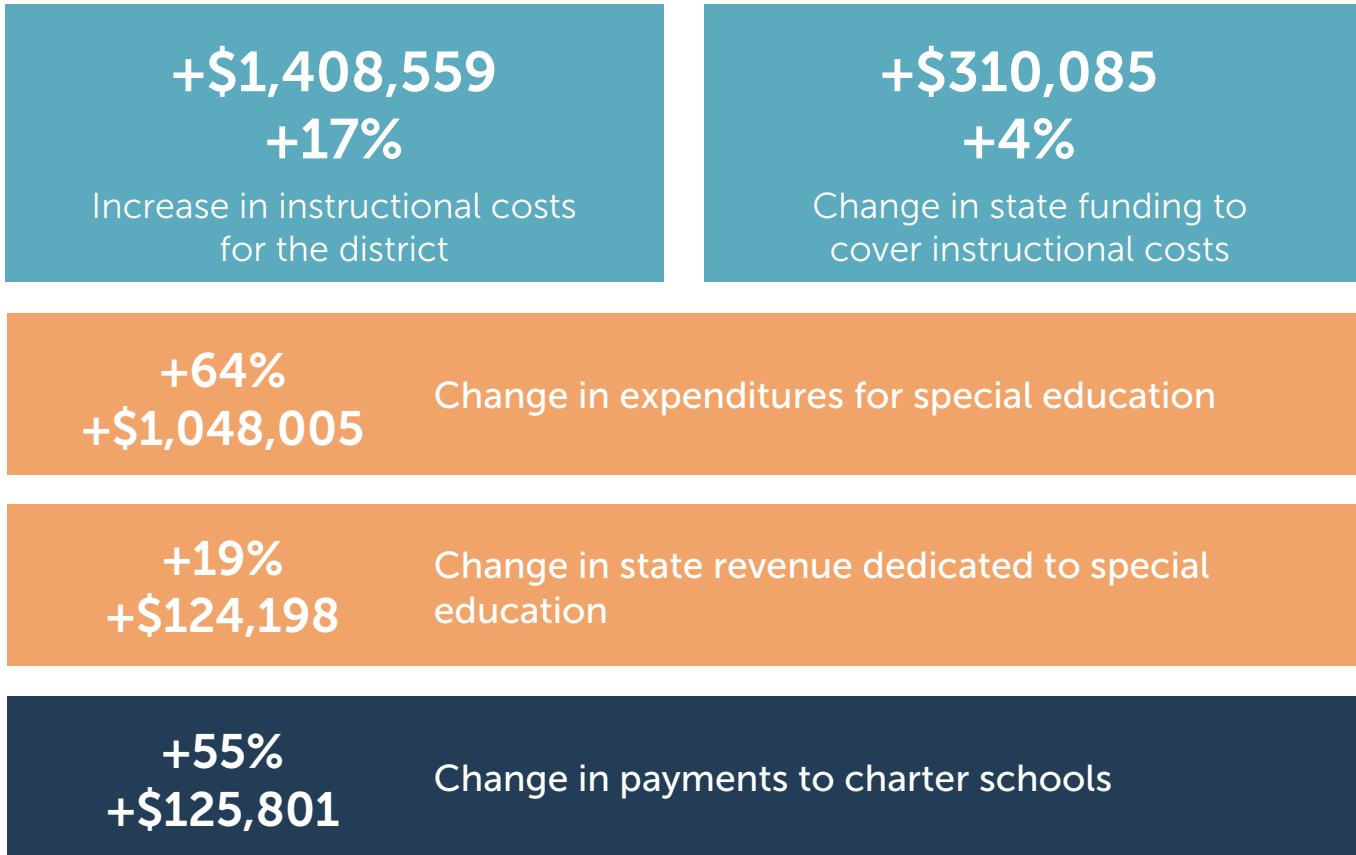 +$1,408,559
+17%
Increase in instructional costs
for the district
+$310,085
+4%
Change in state funding to
cover instructional costs
+64%
+$1,048,005
Change in expenditures for special education
+19%
+$124,198
Change in state revenue dedicated to special
education
+55%
+$125,801
Change in payments to charter schools